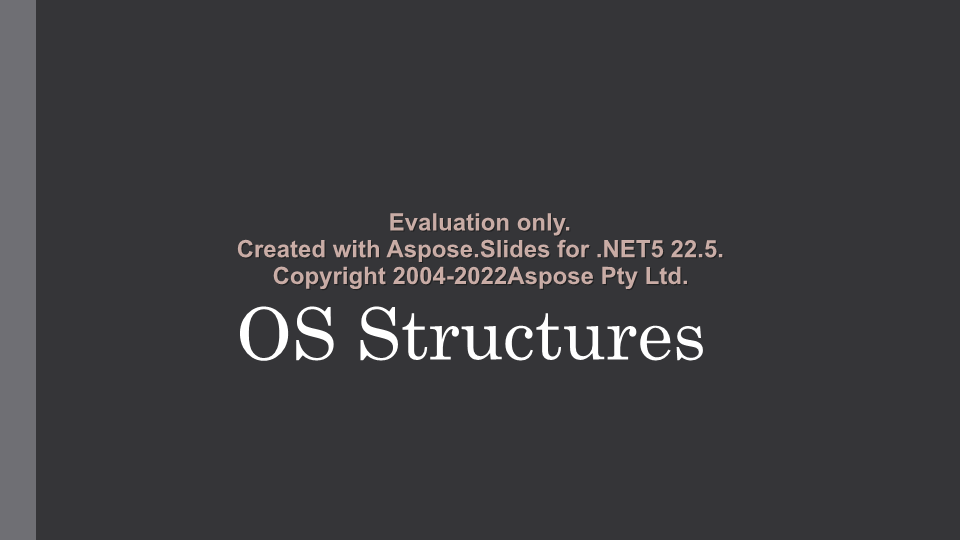 Evaluation only.
Created with Aspose.Slides for .NET5 22.5.
Copyright 2004-2022Aspose Pty Ltd.
OS Structures